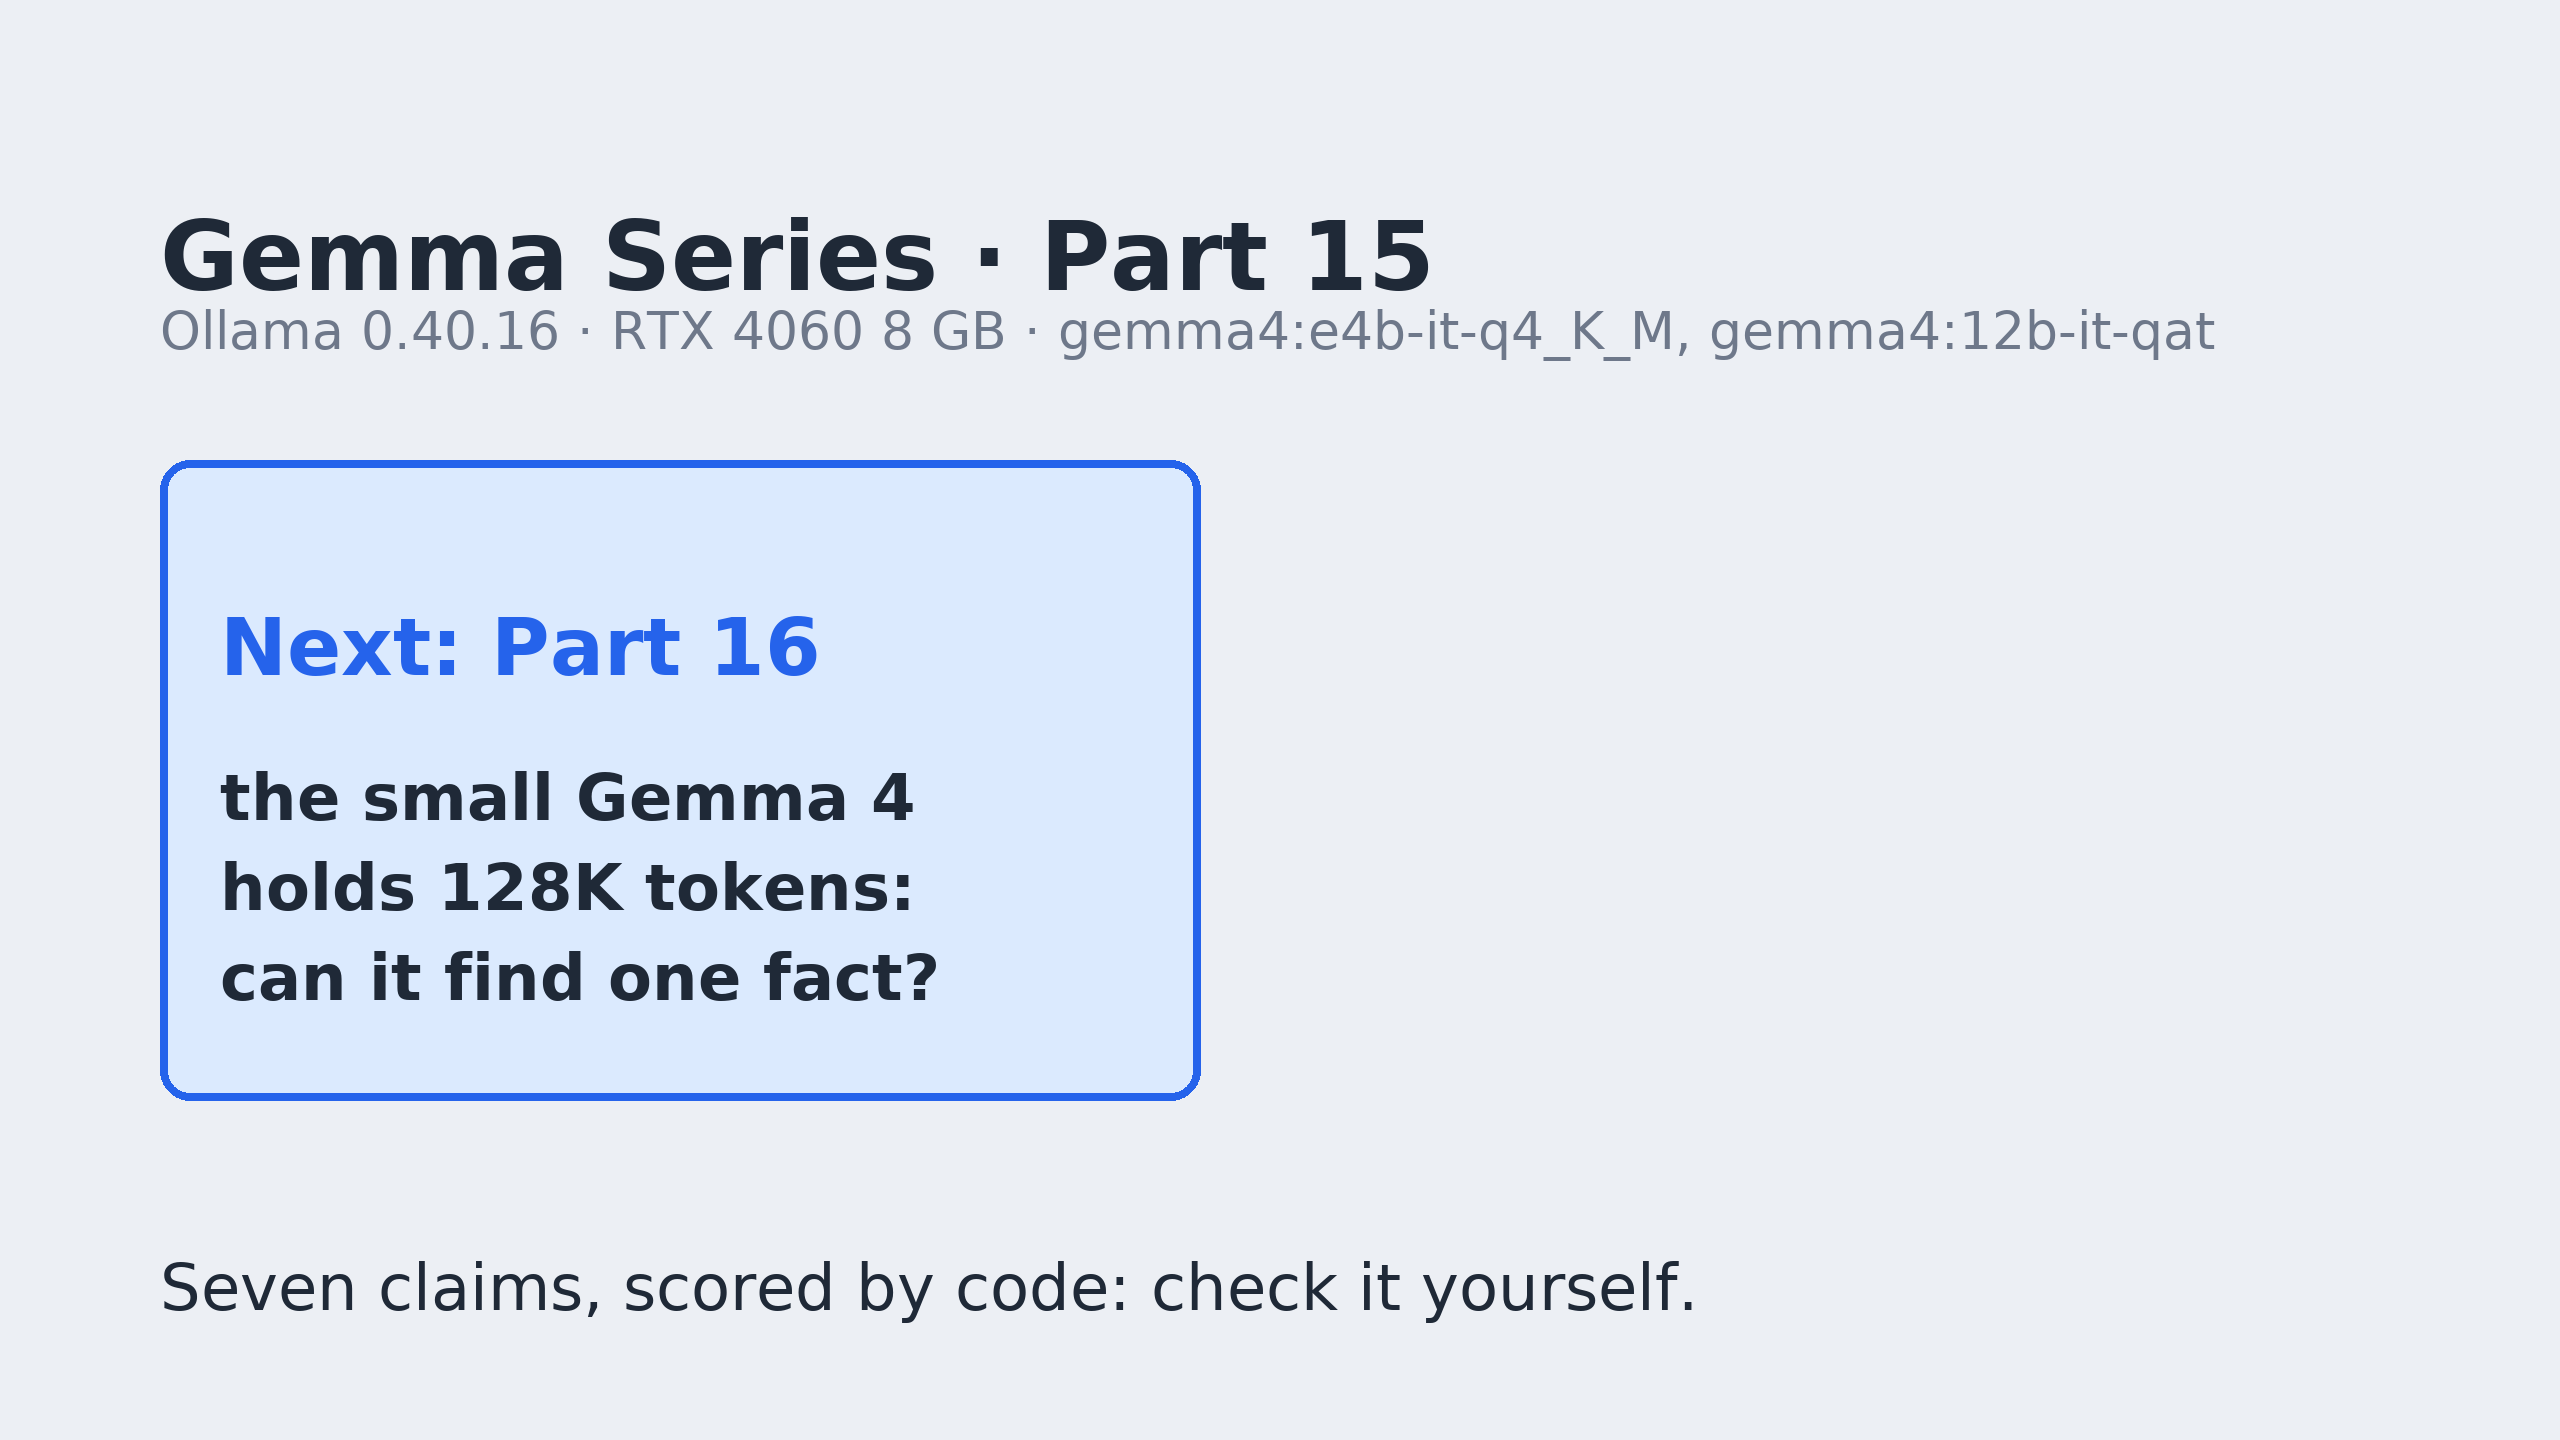 Gemma Series · Part 15
Ollama 0.40.16 · RTX 4060 8 GB · gemma4:e4b-it-q4_K_M, gemma4:12b-it-qat
Next: Part 16
the small Gemma 4
holds 128K tokens:
can it find one fact?
Seven claims, scored by code: check it yourself.